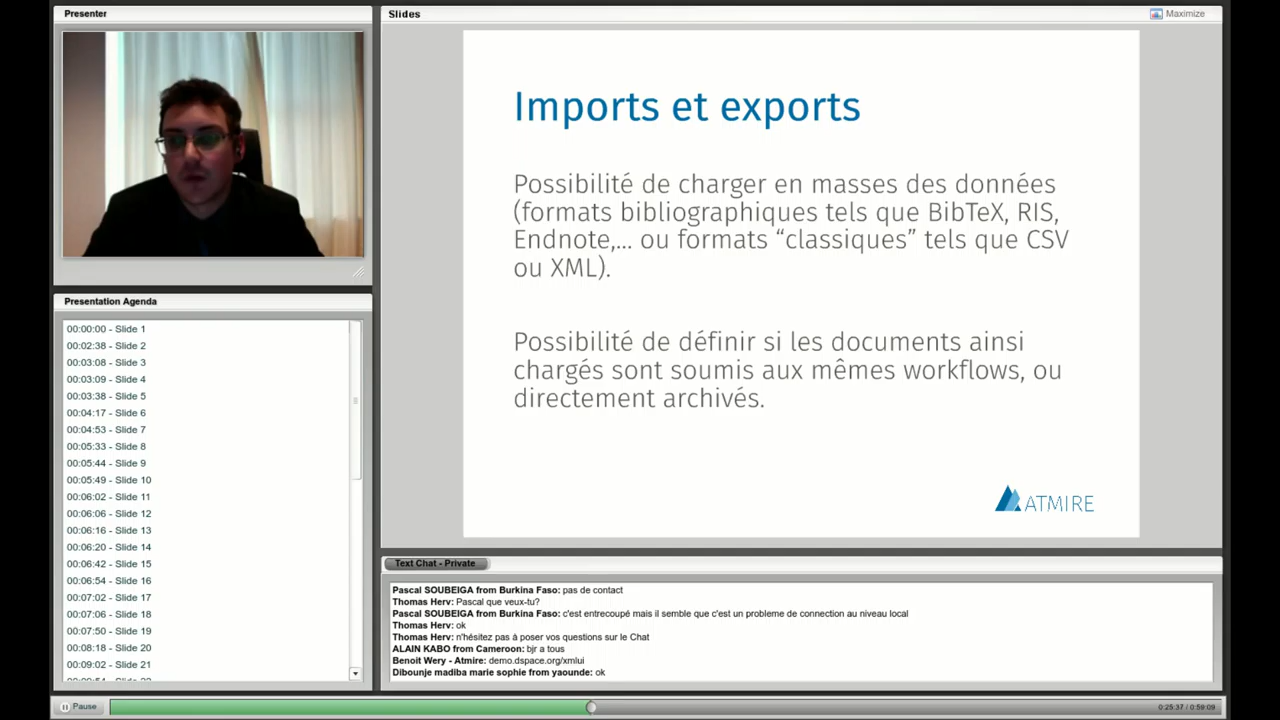 Presenter
Slides
Maximize
Imports et exports
Possibilité de charger en masses des données
(formats bibliographiques tels que BibTeX, RIS,
Endnote,... ou formats “classiques” tels que CSV
ou XML).
Possibilité de définir si les documents ainsi
chargés sont soumis aux mêmes workflows, ou
directement archivés.
ATMIRE
Presentation Agenda
00:00:00 - Slide 1
00:02:38 - Slide 2
00:03:08 - Slide 3
00:03:09 - Slide 4
00:03:38 - Slide 5
00:04:17 - Slide 6
00:04:53 - Slide 7
00:05:33 - Slide 8
00:05:44 - Slide 9
00:05:49 - Slide 10
00:06:02 - Slide 11
00:06:06 - Slide 12
00:06:16 - Slide 13
00:06:20 - Slide 14
00:06:42 - Slide 15
00:06:54 - Slide 16
00:07:02 - Slide 17
00:07:06 - Slide 18
00:07:50 - Slide 19
00:08:18 - Slide 20
00:09:02 - Slide 21
Text Chat - Private
Pascal SOUBEIGA from Burkina Faso: pas de contact
Thomas Herv: Pascal que veux-tu?
Pascal SOUBEIGA from Burkina Faso: c'est entrecoupé mais il semble que c'est un probleme de connection au niveau local
Thomas Herv: ok
Thomas Herv: n'hésitez pas à poser vos questions sur le Chat
ALAIN KABO from Cameroon: bjr a tous
Benoit Wery - Atmire: demo.dspace.org/xmlui
Dibounje madiba marie sophie from yaounde: ok
Pause
0:25:37 / 0:59:09